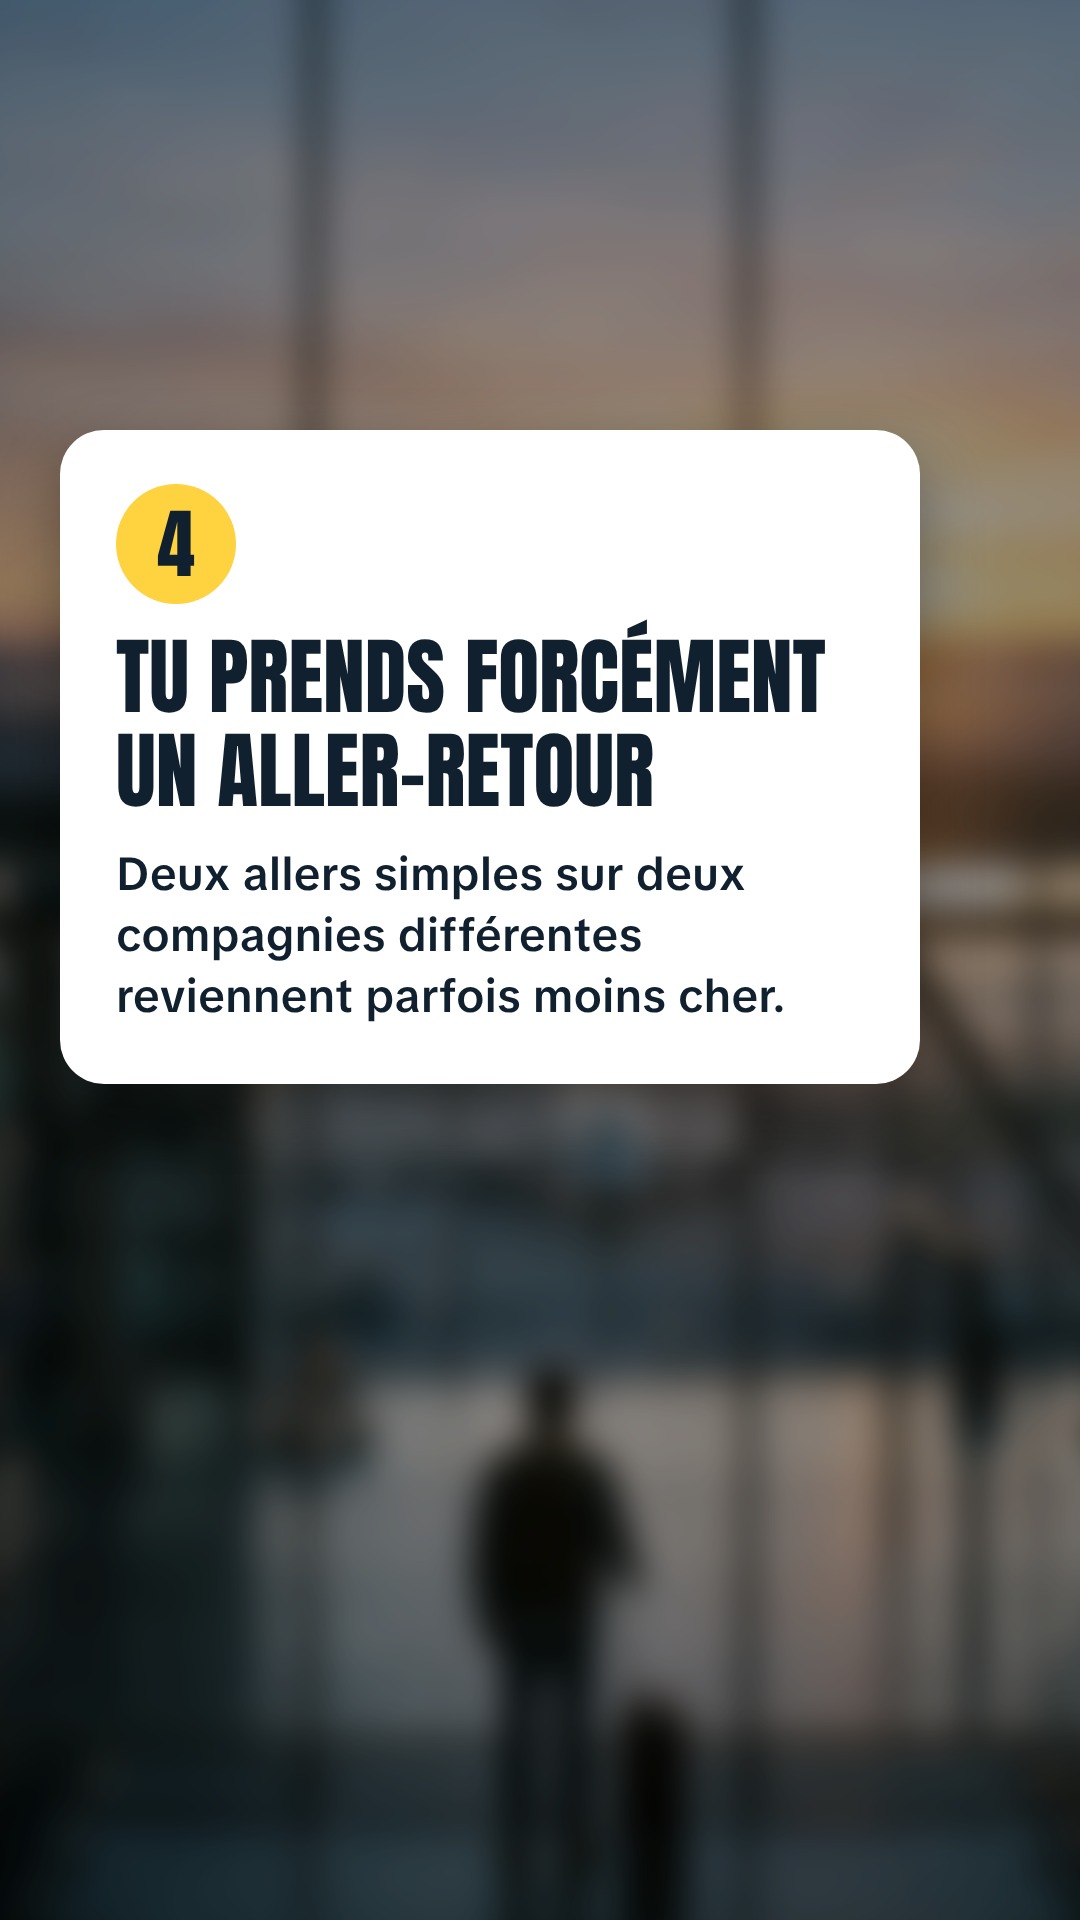 4
TU PRENDS FORCÉMENT
UN ALLER-RETOUR
Deux allers simples sur deux
compagnies différentes
reviennent parfois moins cher.